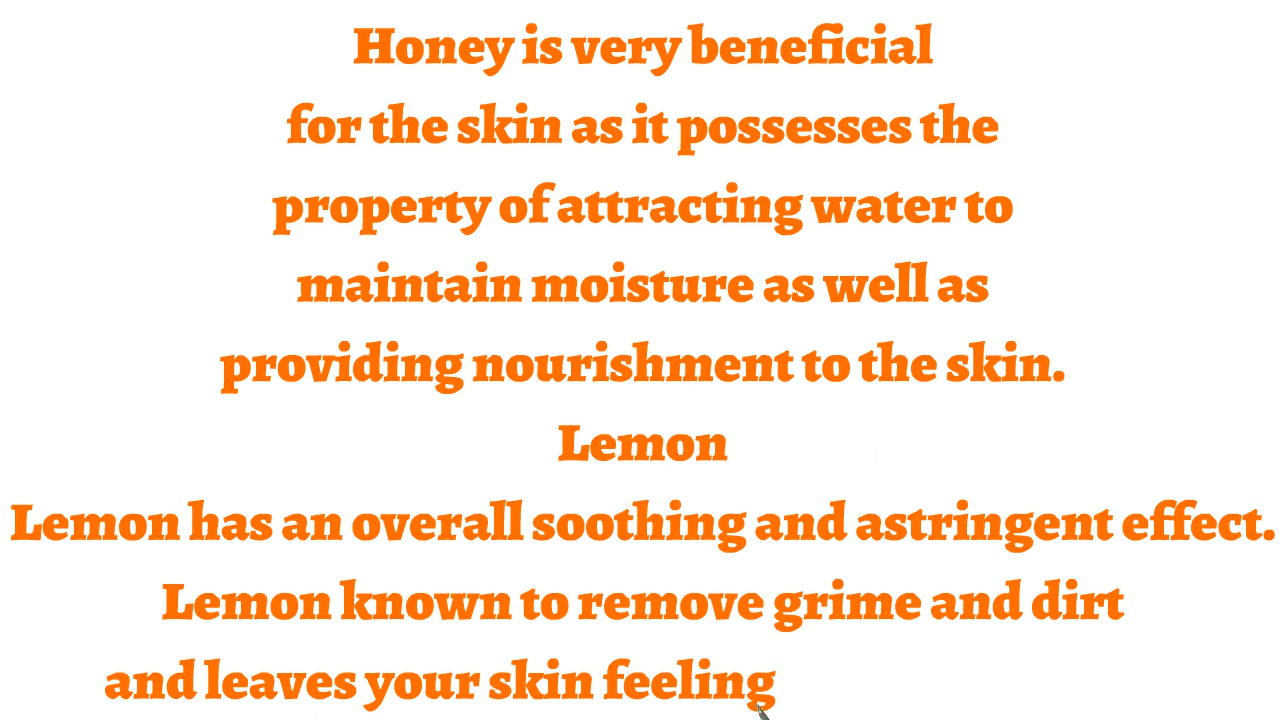 Honey is very beneficial
for the skin as it possesses the
property of attracting water to
maintain moisture as well as
providing nourishment to the skin.
Lemon
Lemon has an overall soothing and astringent effect.
Lemon known to remove grime and dirt
and leaves your skin feeling